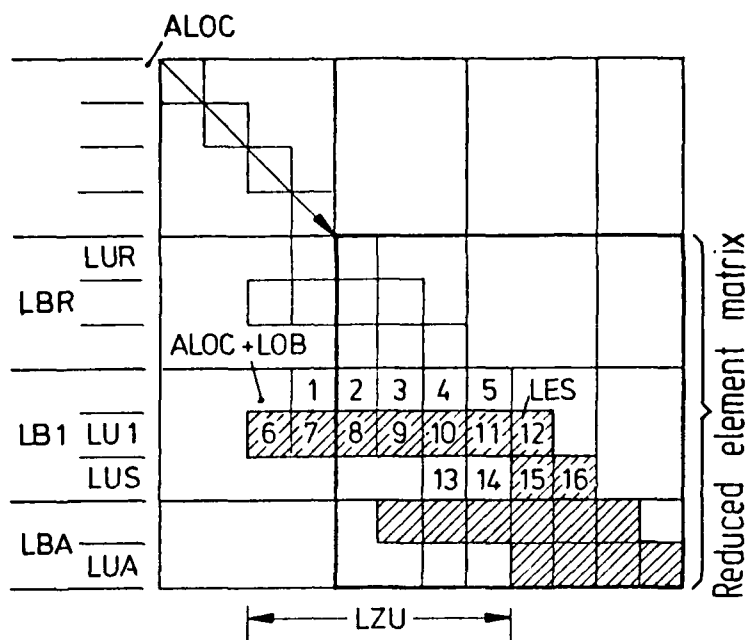 ALOC
LUR
LBR
ALOC+LOB
1 2 3 4 5 LES
LB1 LU1 6 7 8 9 10 11 12
LUS 13 14 15 16
LBA
LUA
LZU
Reduced element matrix